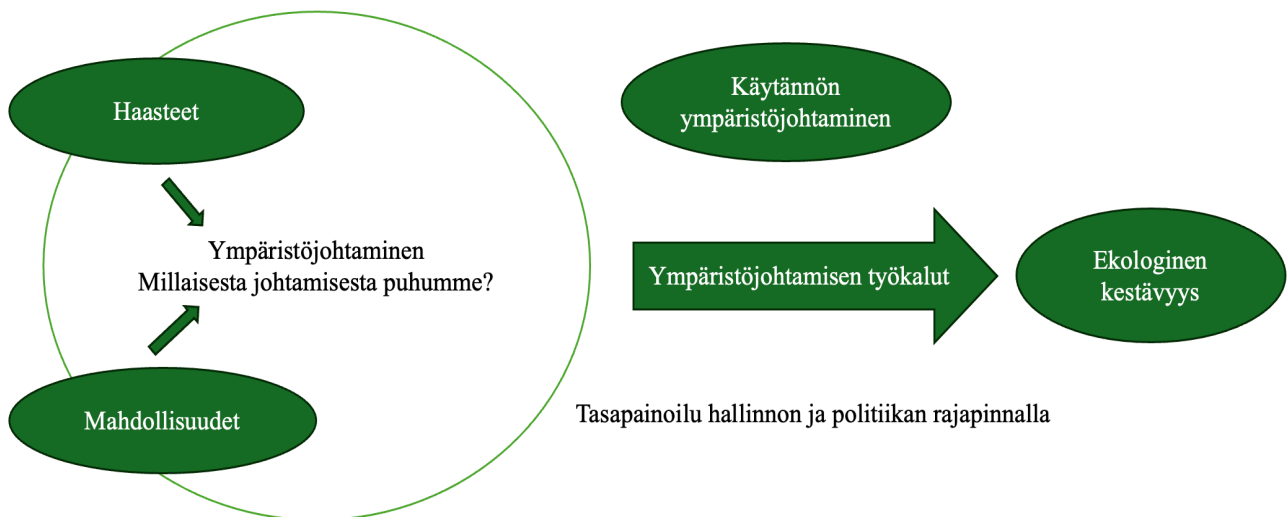 Haasteet
Ympäristöjohtaminen
Millaisesta johtamisesta puhumme?
Mahdollisuudet
Käytännön
ympäristöjohtaminen
Ympäristöjohtamisen työkalut
Tasapainoilu hallinnon ja politiikan rajapinnalla
Ekologinen
kestävyys